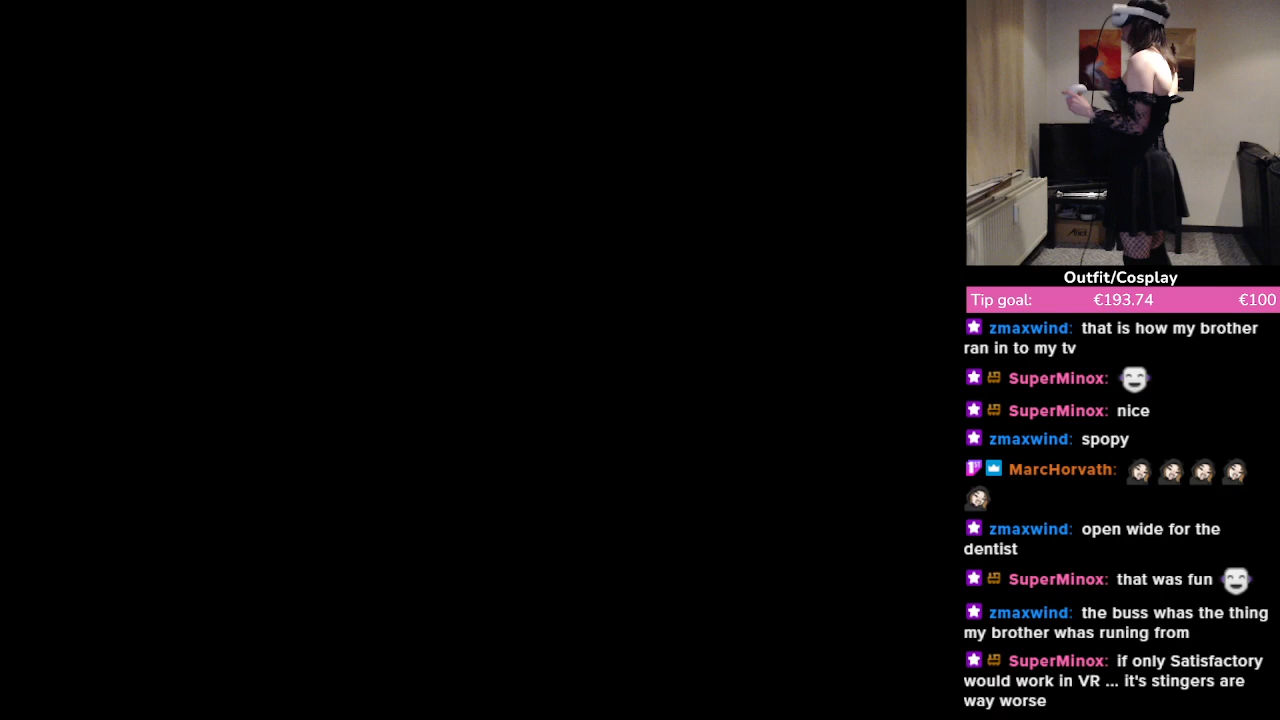 Outfit/Cosplay
Tip goal: €193.74 €100
zmaxwind: that is how my brother
ran in to my tv
SuperMinox:
SuperMinox: nice
zmaxwind: spopy
MarcHorvath:
zmaxwind: open wide for the
dentist
SuperMinox: that was fun
zmaxwind: the buss whas the thing
my brother whas runing from
SuperMinox: if only Satisfactory
would work in VR ... it's stingers are
way worse